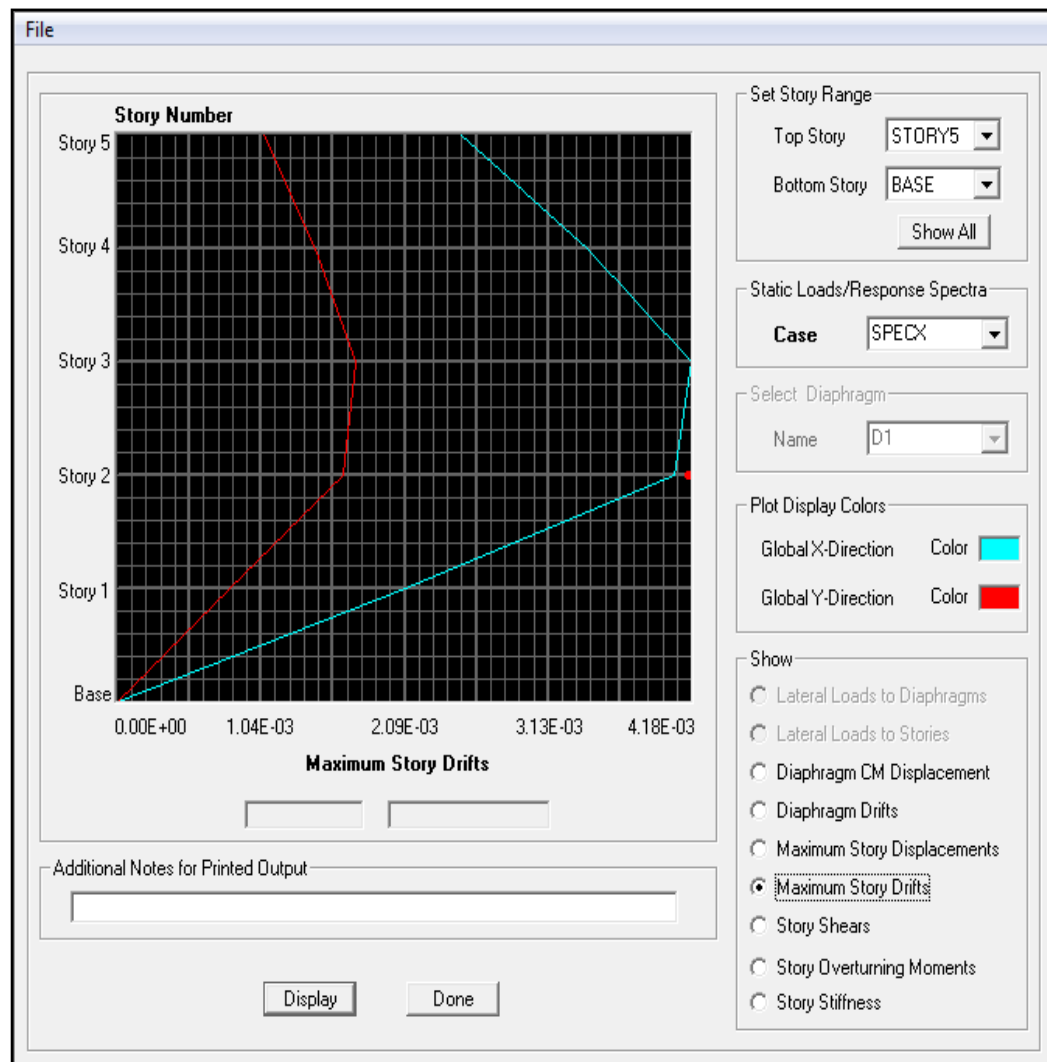 File
Story Number
Story 5
Story 4
Story 3
Story 2
Story 1
Base
0.00E+00 1.04E-03 2.09E-03 3.13E-03 4.18E-03
Maximum Story Drifts
Additional Notes for Printed Output
Display Done
Set Story Range
Top Story STORY5
Bottom Story BASE
Show All
Static Loads/Response Spectra
Case SPECX
Select Diaphragm
Name D1
Plot Display Colors
Global X-Direction Color
Global Y-Direction Color
Show
Lateral Loads to Diaphragms
Lateral Loads to Stories
Diaphragm CM Displacement
Diaphragm Drifts
Maximum Story Displacements
Maximum Story Drifts
Story Shears
Story Overturning Moments
Story Stiffness